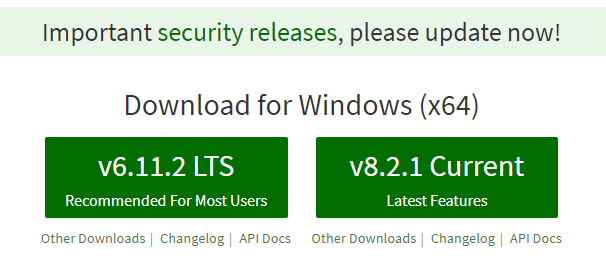 Important security releases, please update now!
Download for Windows (x64)
v6.11.2 LTS
Recommended For Most Users
v8.2.1 Current
Latest Features
Other Downloads | Changelog | API Docs
Other Downloads | Changelog | API Docs